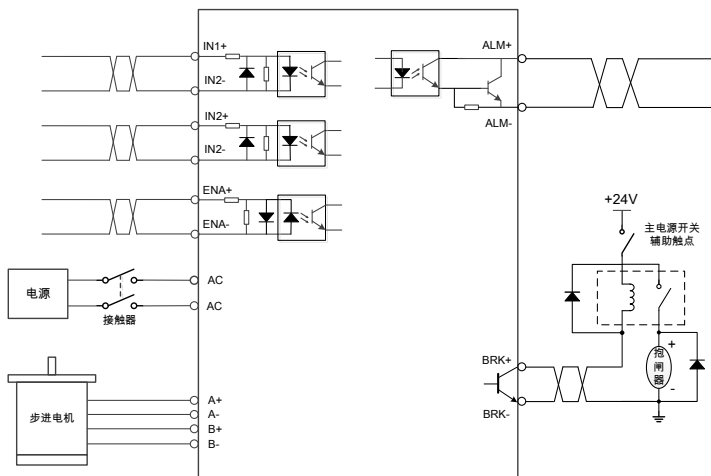 IN1+
IN2-
IN2+
IN2-
ENA+
ENA-
电源
接触器
AC
AC
步进电机
A+
A-
B+
B-
ALM+
ALM-
+24V
主电源开关
辅助触点
BRK+
BRK-
+
抱
闸
器
-